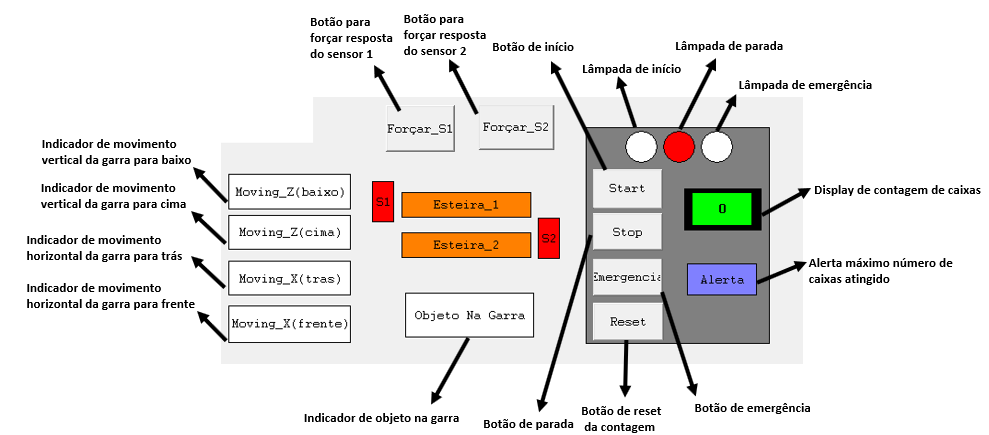 Botão para
forçar resposta
do sensor 1
Botão para
forçar resposta
do sensor 2
Botão de início
Lâmpada de início
Lâmpada de parada
Lâmpada de emergência
Forçar_S1
Forçar_S2
Indicador de movimento
vertical da garra para baixo
Indicador de movimento
vertical da garra para cima
Indicador de movimento
horizontal da garra para trás
Indicador de movimento
horizontal da garra para frente
Moving_Z(baixo)
Moving_Z(cima)
Moving_X(tras)
Moving_X(frente)
S1
Esteira_1
Esteira_2
S2
Objeto Na Garra
Start
Stop
Emergencia
Reset
0
Alerta
Display de contagem de caixas
Alerta máximo número de
caixas atingido
Indicador de objeto na garra
Botão de parada
Botão de reset
da contagem
Botão de emergência